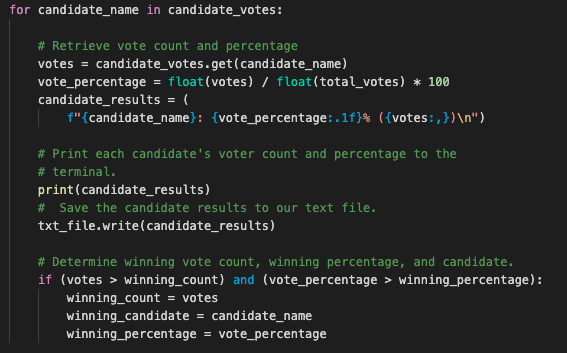 for candidate_name in candidate_votes:
# Retrieve vote count and percentage
votes = candidate_votes.get(candidate_name)
vote_percentage = float(votes) / float(total_votes) * 100
candidate_results = (
f"{candidate_name}: {vote_percentage:.1f}% ({votes:,})\n")
# Print each candidate's voter count and percentage to the
# terminal.
print(candidate_results)
#  Save the candidate results to our text file.
txt_file.write(candidate_results)
# Determine winning vote count, winning percentage, and candidate.
if (votes > winning_count) and (vote_percentage > winning_percentage):
winning_count = votes
winning_candidate = candidate_name
winning_percentage = vote_percentage